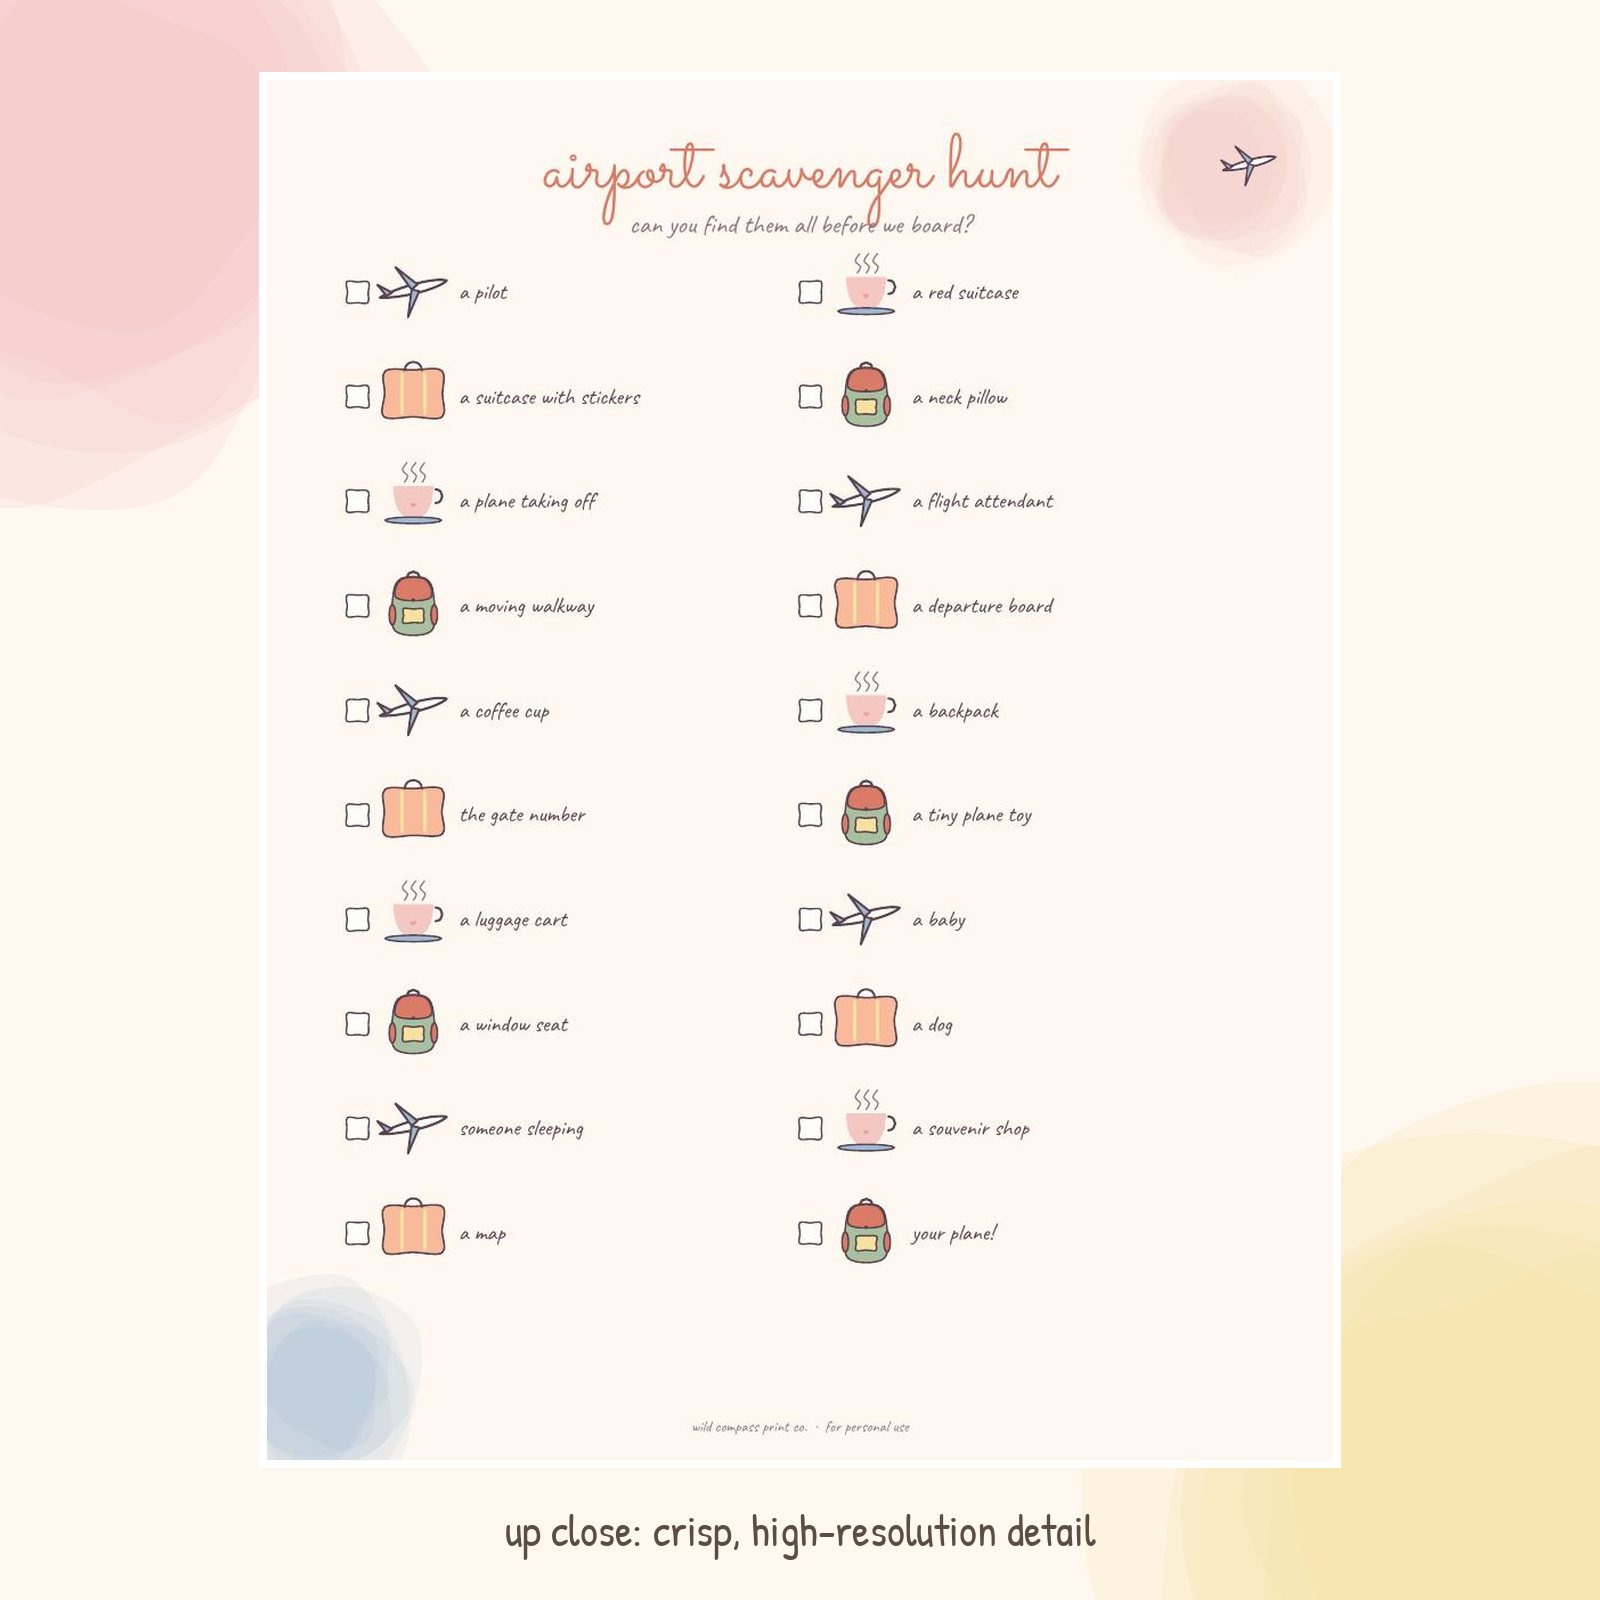 airport scavenger hunt
can you find them all before we board?
a pilot
a suitcase with stickers
a plane taking off
a moving walkway
a coffee cup
the gate number
a luggage cart
a window seat
someone sleeping
a map
a red suitcase
a neck pillow
a flight attendant
a departure board
a backpack
a tiny plane toy
a baby
a dog
a souvenir shop
your plane!
wild compass print co. · for personal use
up close: crisp, high-resolution detail